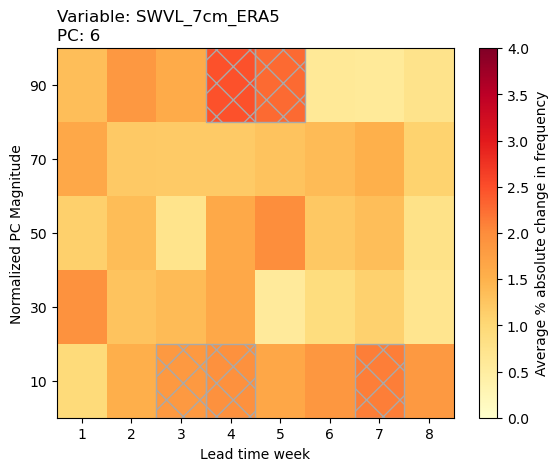 Variable: SWVL_7cm_ERA5
PC: 6
Normalized PC Magnitude
90
70
50
30
10
1 2 3 4 5 6 7 8
Lead time week
4.0
3.5
3.0
2.5
2.0
1.5
1.0
0.5
0.0
Average % absolute change in frequency